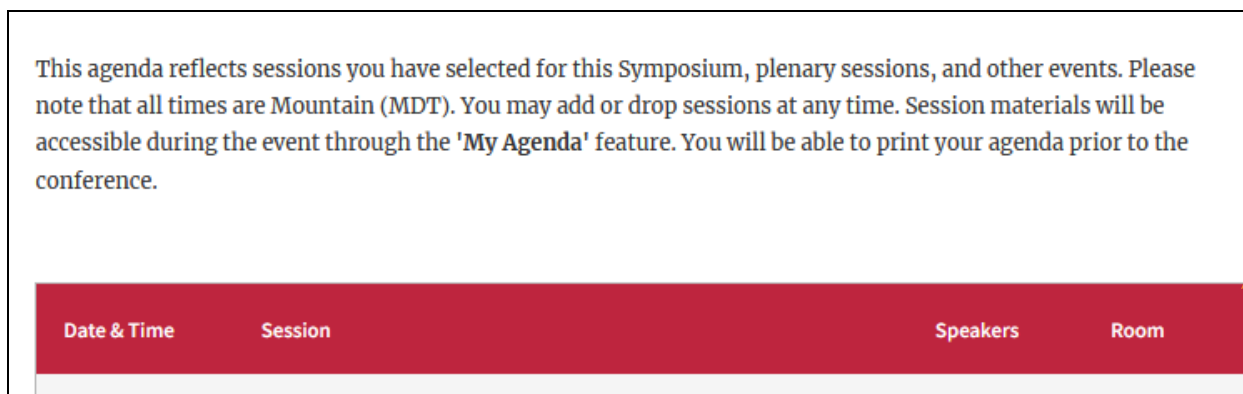 This agenda reflects sessions you have selected for this Symposium, plenary sessions, and other events. Please
note that all times are Mountain (MDT). You may add or drop sessions at any time. Session materials will be
accessible during the event through the 'My Agenda' feature. You will be able to print your agenda prior to the
conference.
Date & Time Session Speakers Room